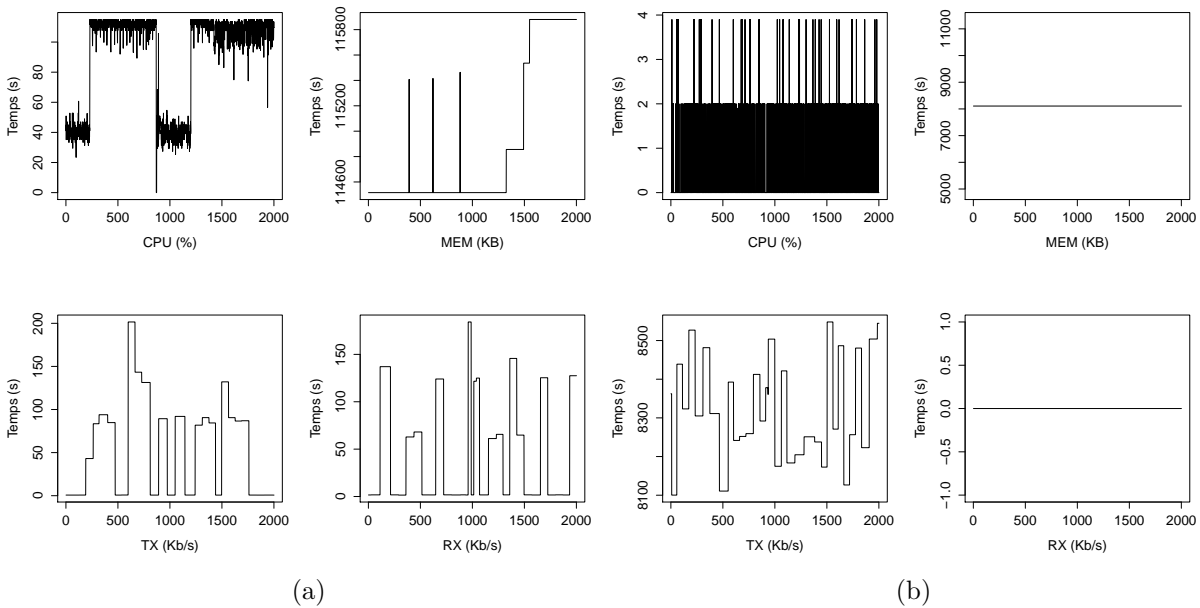 0 20 40 60 80
Temps (s)
0 500 1000 1500 2000
CPU (%)
114600 115200 115800
Temps (s)
0 500 1000 1500 2000
MEM (KB)
0 1 2 3 4
Temps (s)
0 500 1000 1500 2000
CPU (%)
5000 7000 9000 11000
Temps (s)
0 500 1000 1500 2000
MEM (KB)
0 50 100 150 200
Temps (s)
0 500 1000 1500 2000
TX (Kb/s)
0 50 100 150
Temps (s)
0 500 1000 1500 2000
RX (Kb/s)
8100 8300 8500
Temps (s)
0 500 1000 1500 2000
TX (Kb/s)
−1.0 −0.5 0.0 0.5 1.0
Temps (s)
0 500 1000 1500 2000
RX (Kb/s)
(a)
(b)